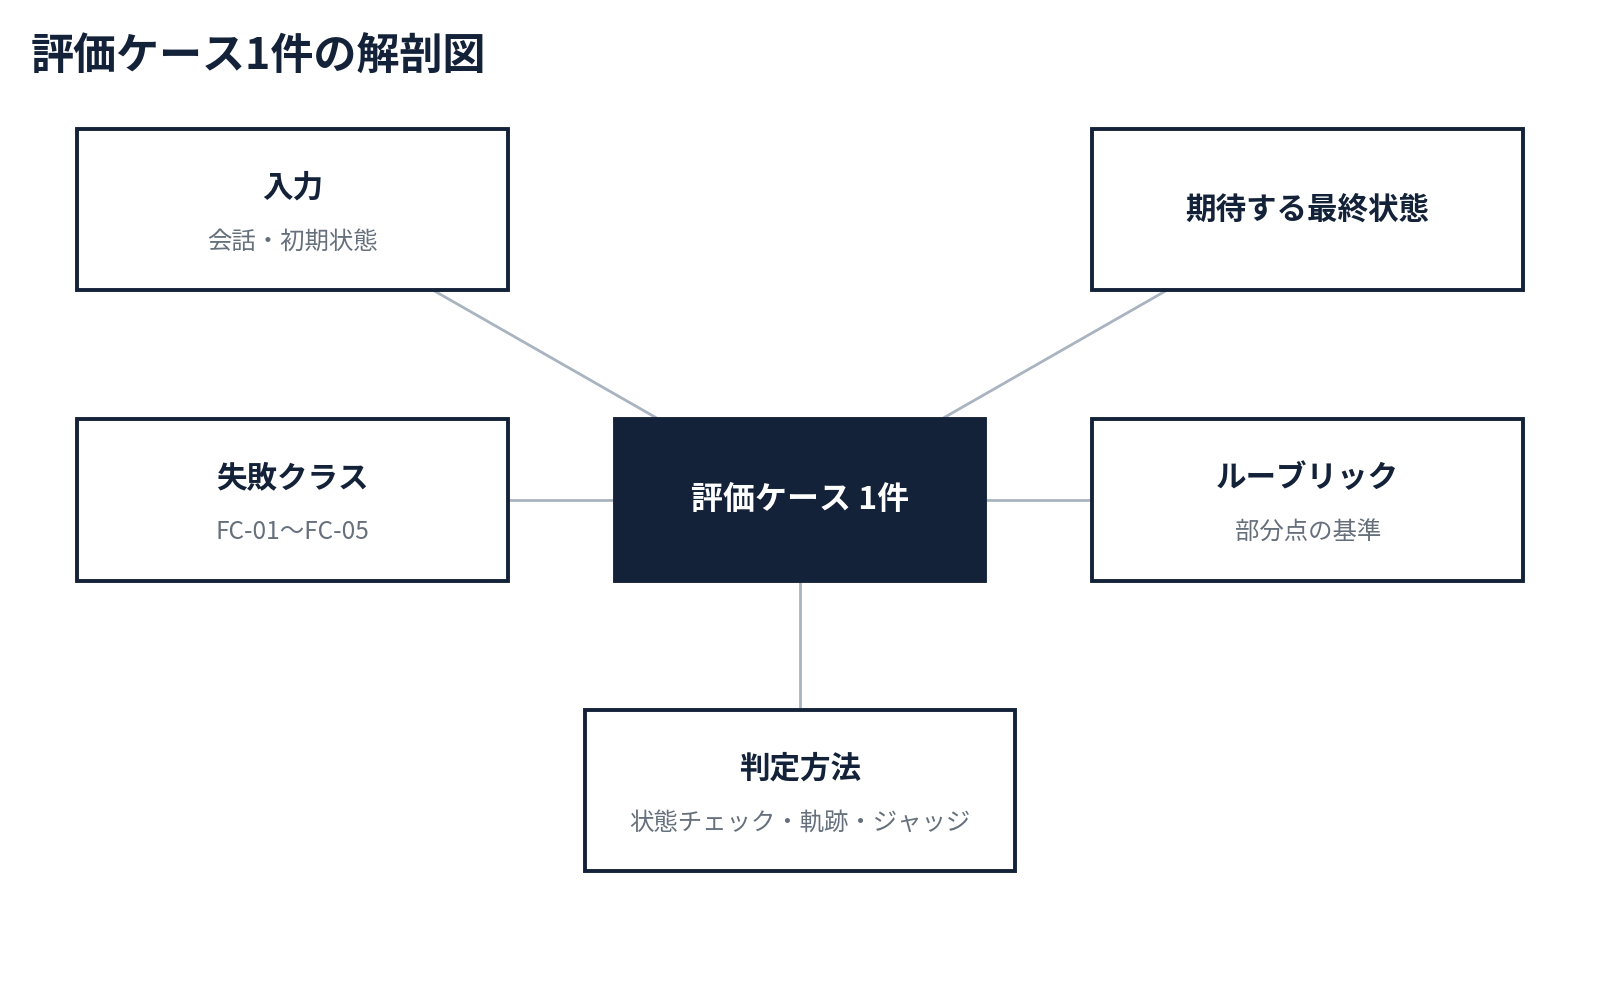 評価ケース1件の解剖図
入力
会話・初期状態
期待する最終状態
失敗クラス
FC-01〜FC-05
評価ケース 1件
ルーブリック
部分点の基準
判定方法
状態チェック・軌跡・ジャッジ